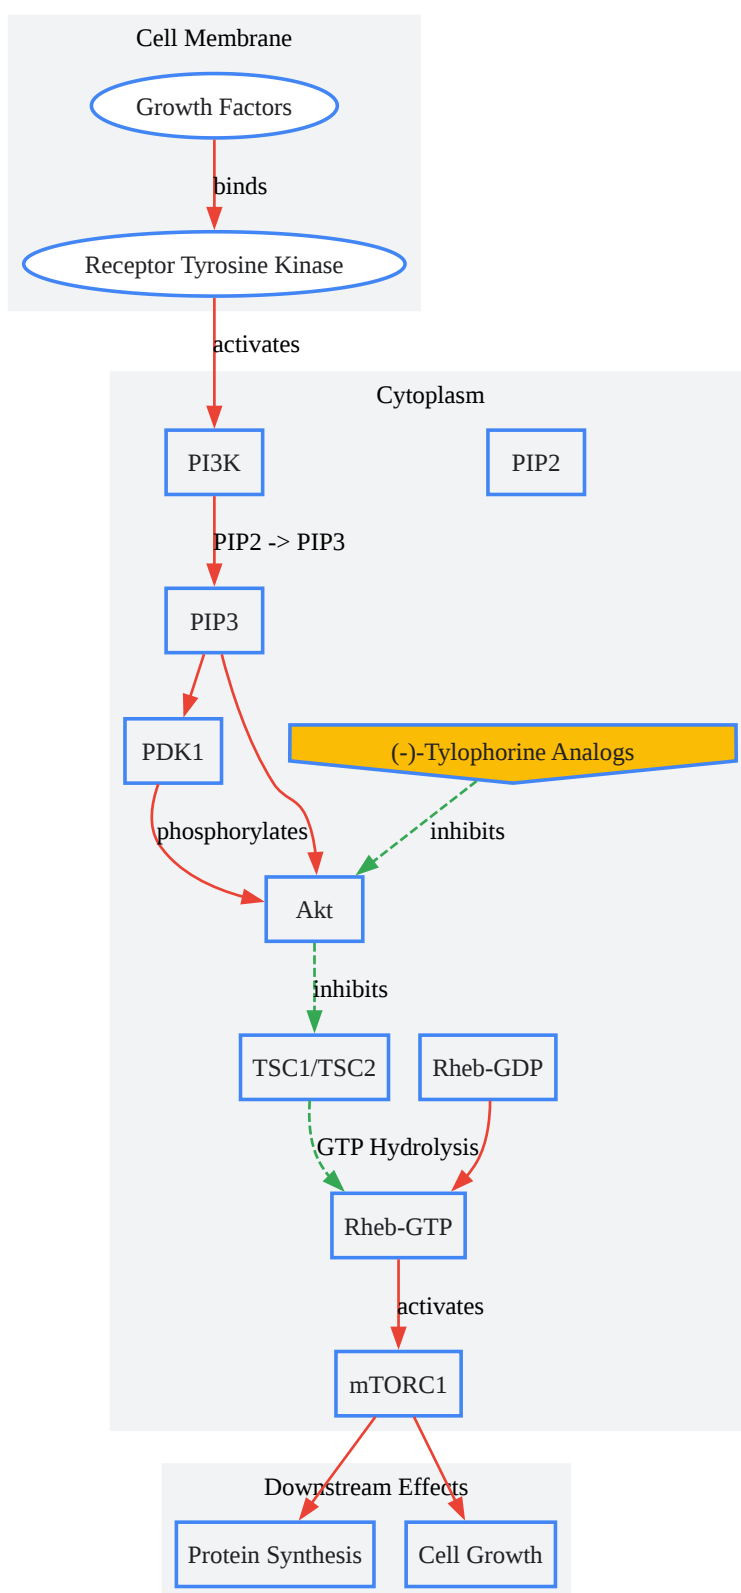 Cell Membrane
Growth Factors
binds
Receptor Tyrosine Kinase
activates
Cytoplasm
PI3K
PIP2
PIP2 -> PIP3
PIP3
PDK1
(-)-Tylophorine Analogs
phosphorylates
inhibits
Akt
inhibits
TSC1/TSC2
Rheb-GDP
GTP Hydrolysis
Rheb-GTP
activates
mTORC1
Downstream Effects
Protein Synthesis
Cell Growth